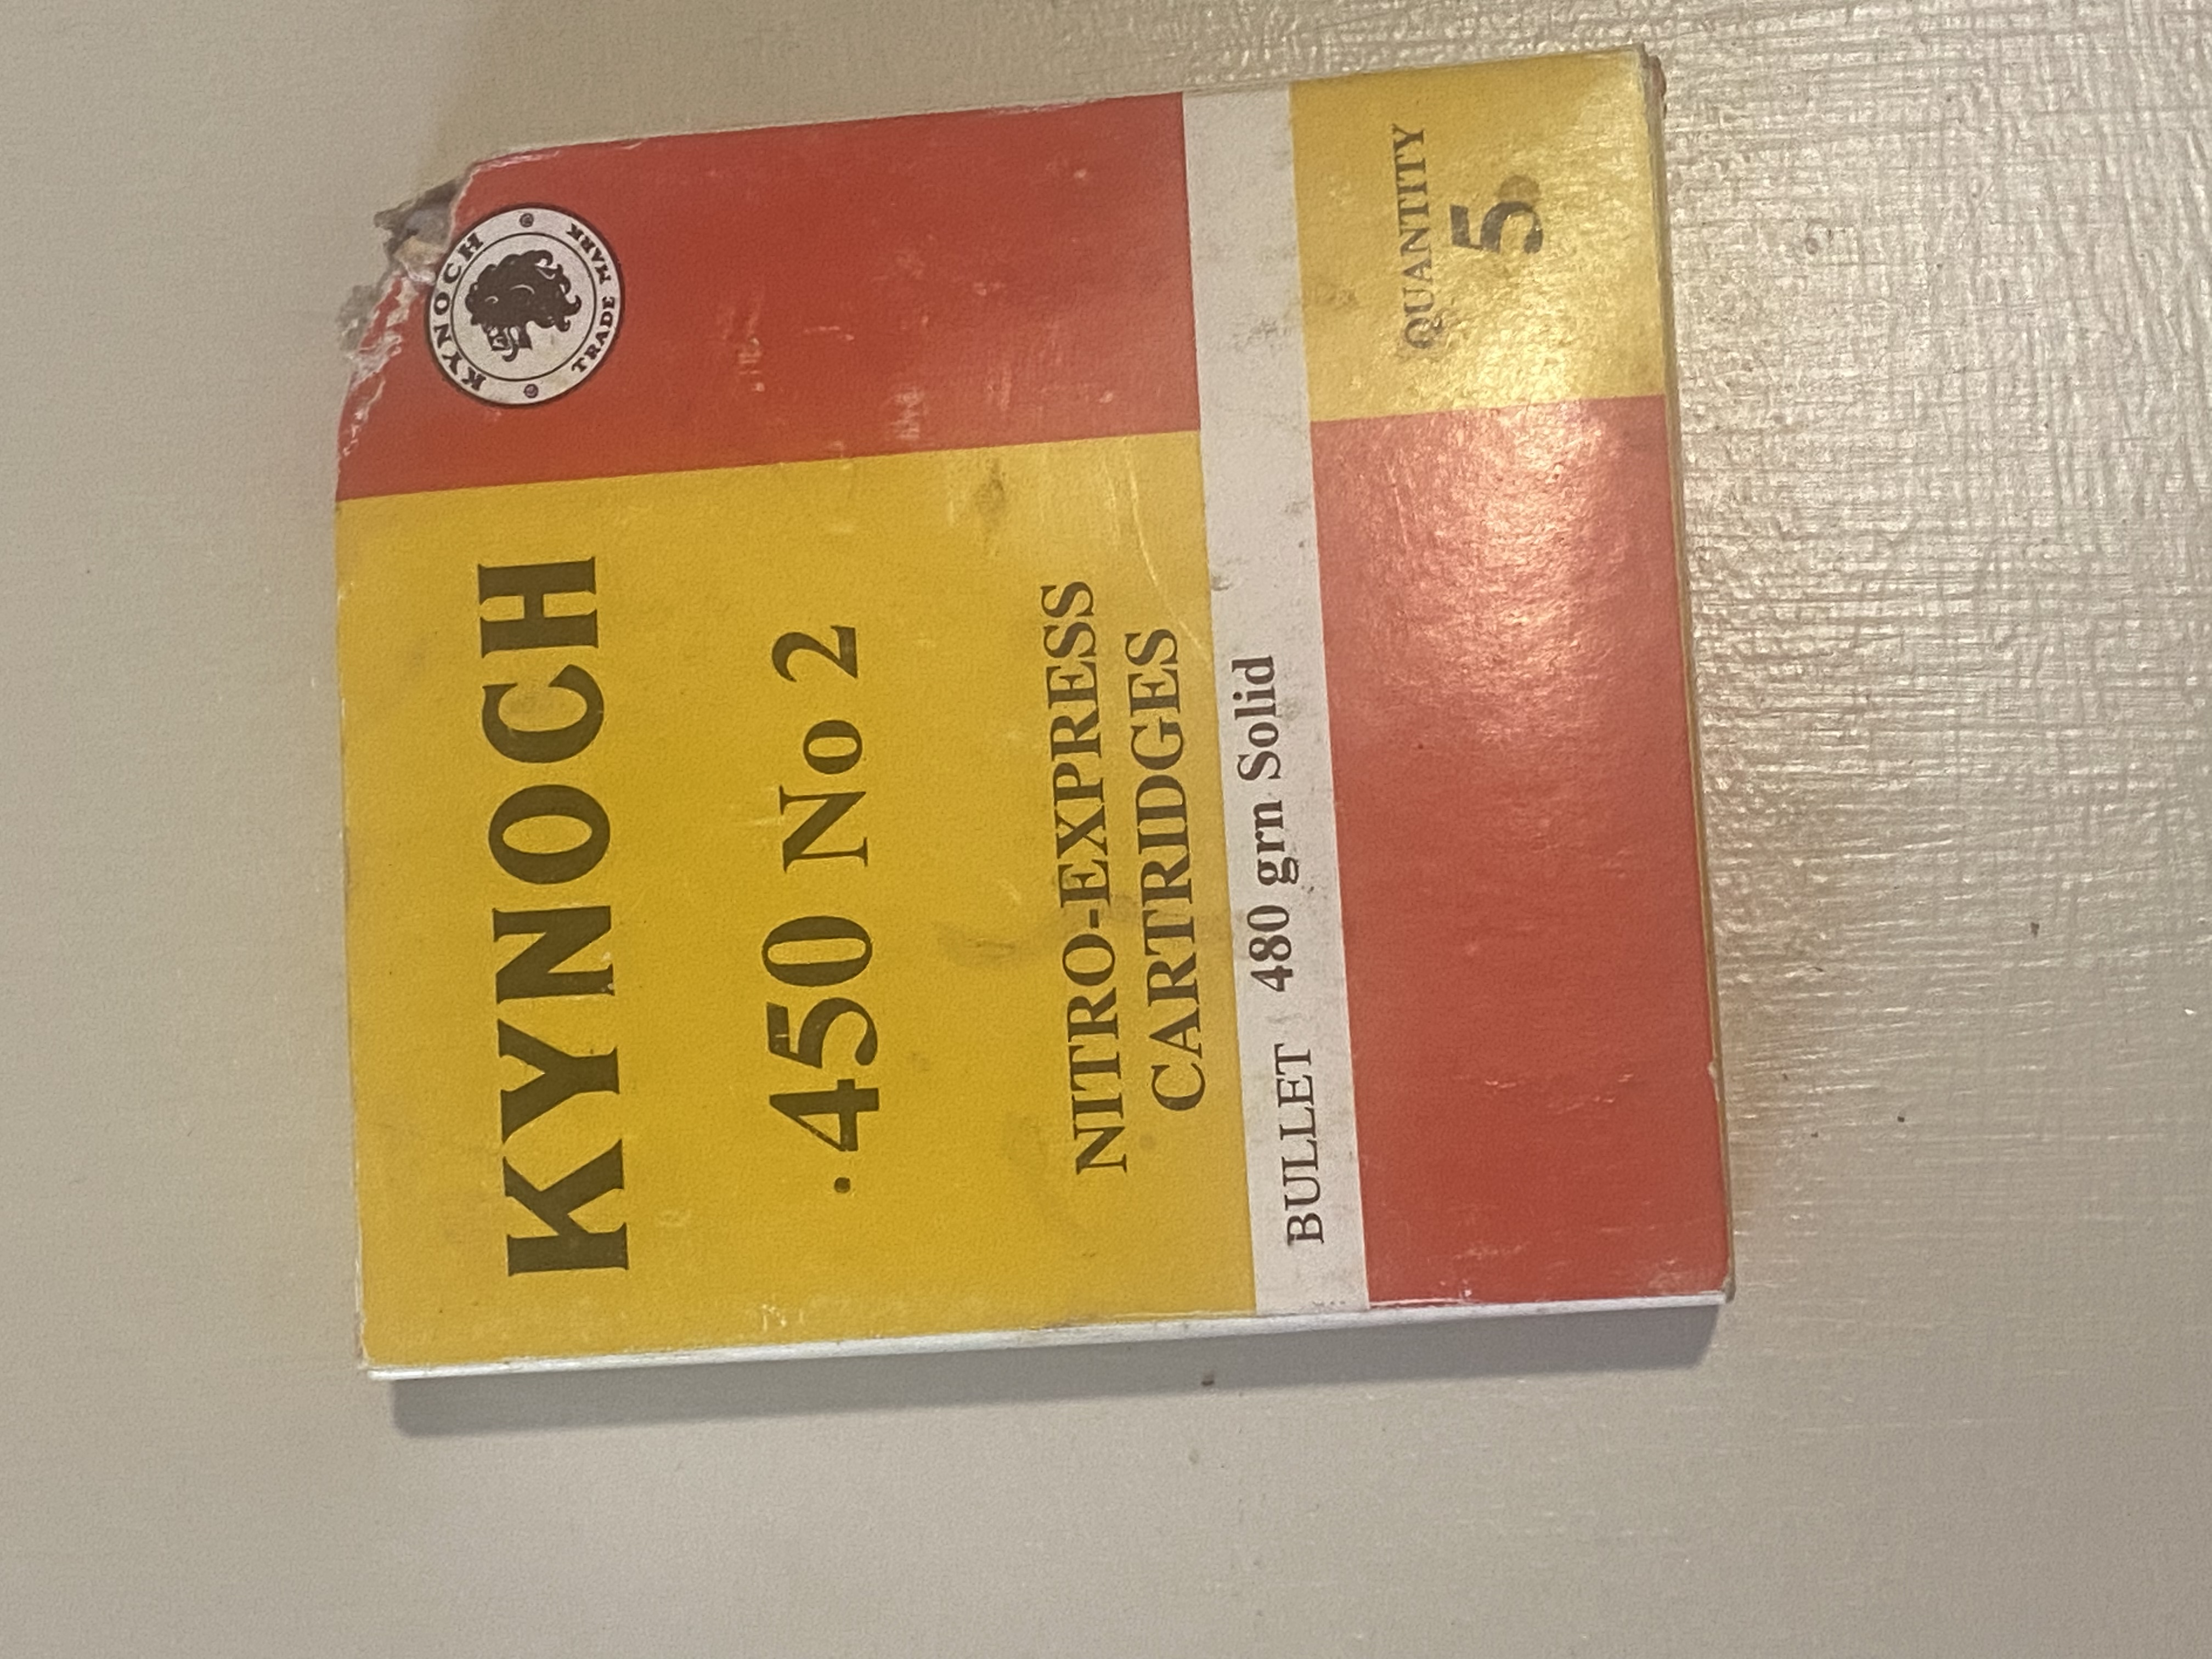 KYNOCH
TRADE MARK
KYNOCH
.450 No 2
NITRO-EXPRESS
CARTRIDGES
BULLET 480 grn Solid
QUANTITY
5